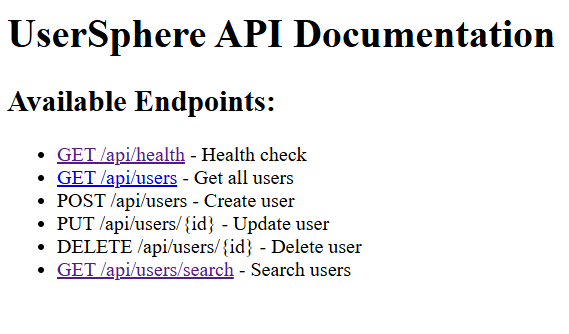 UserSphere API Documentation
Available Endpoints:
• GET /api/health - Health check
• GET /api/users - Get all users
• POST /api/users - Create user
• PUT /api/users/{id} - Update user
• DELETE /api/users/{id} - Delete user
• GET /api/users/search - Search users